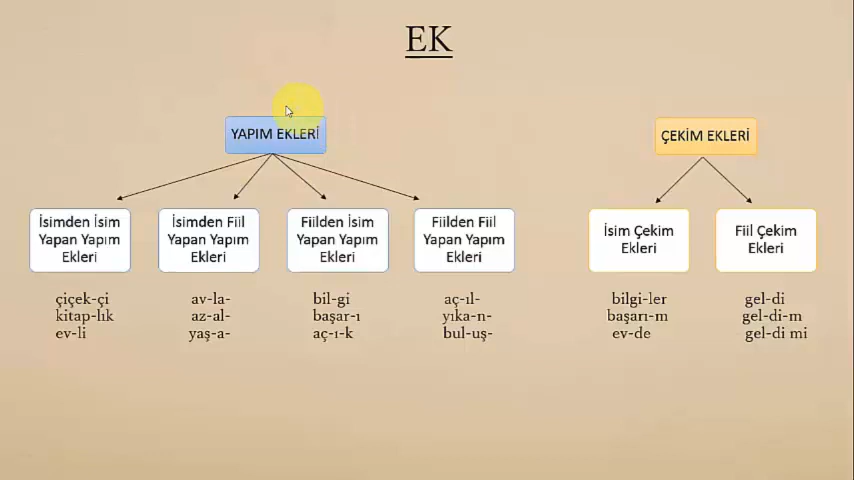 EK
YAPIM EKLERİ
ÇEKİM EKLERİ
İsimden İsim
Yapan Yapım
Ekleri
İsimden Fiil
Yapan Yapım
Ekleri
Fiilden İsim
Yapan Yapım
Ekleri
Fiilden Fiil
Yapan Yapım
Ekleri
İsim Çekim
Ekleri
Fiil Çekim
Ekleri
çiçek-çi
kitap-lık
ev-li
av-la-
az-al-
yaş-a-
bil-gi
başar-ı
aç-ı-k
aç-ıl-
yıka-n-
bul-uş-
bilgi-ler
başarı-m
ev-de
gel-di
gel-di-m
gel-di mi